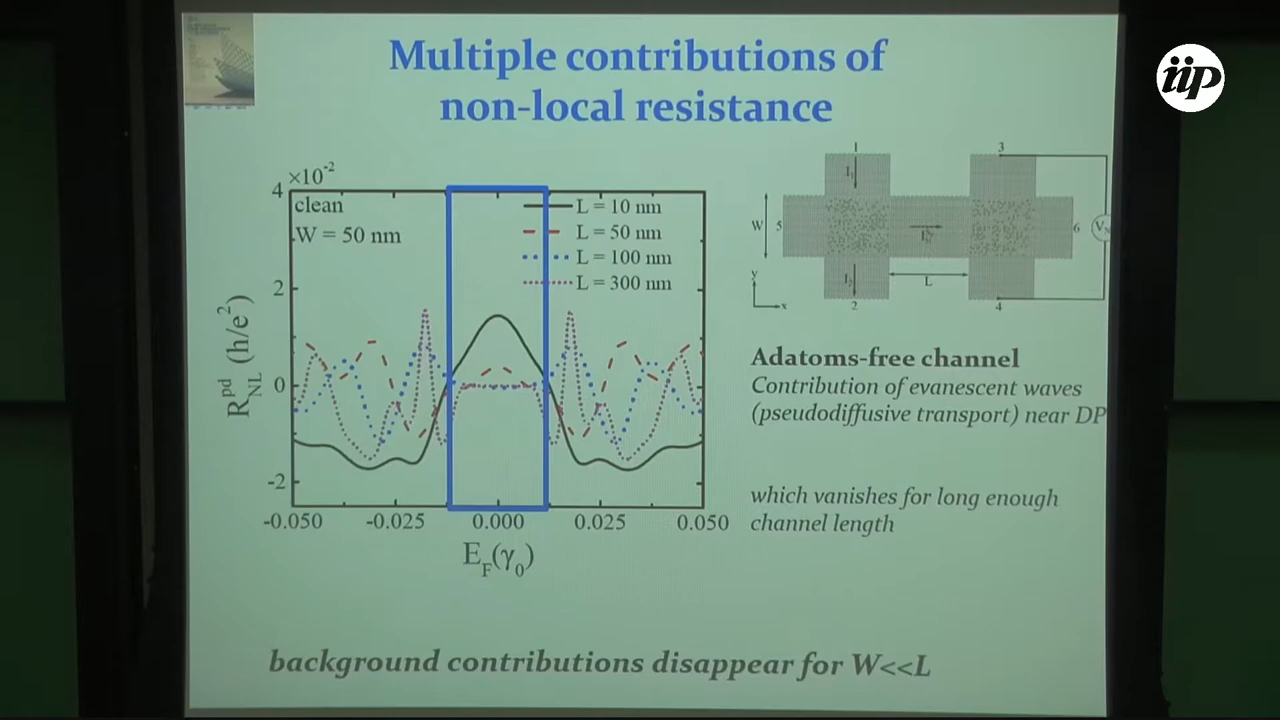 iip
Multiple contributions of
non-local resistance
×10⁻²
4
2
0
-2
R^pd_NL (h/e²)
clean
W = 50 nm
L = 10 nm
L = 50 nm
L = 100 nm
L = 300 nm
-0.050 -0.025 0.000 0.025 0.050
E_F(γ₀)
1
3
I₁
W
5
6
L
I₂
y
x
2
4
Adatoms-free channel
Contribution of evanescent waves
(pseudodiffusive transport) near DP
which vanishes for long enough
channel length
background contributions disappear for W<<L